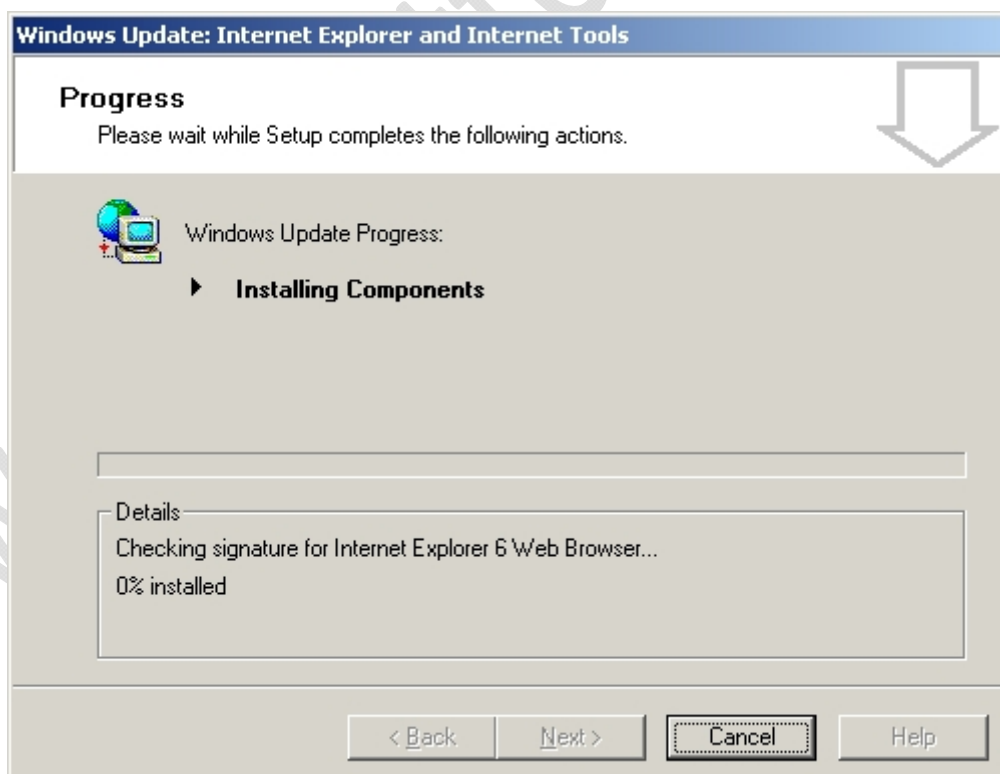 Windows Update: Internet Explorer and Internet Tools
Progress
Please wait while Setup completes the following actions.
Windows Update Progress:
Installing Components
Details
Checking signature for Internet Explorer 6 Web Browser...
0% installed
< Back Next > Cancel Help